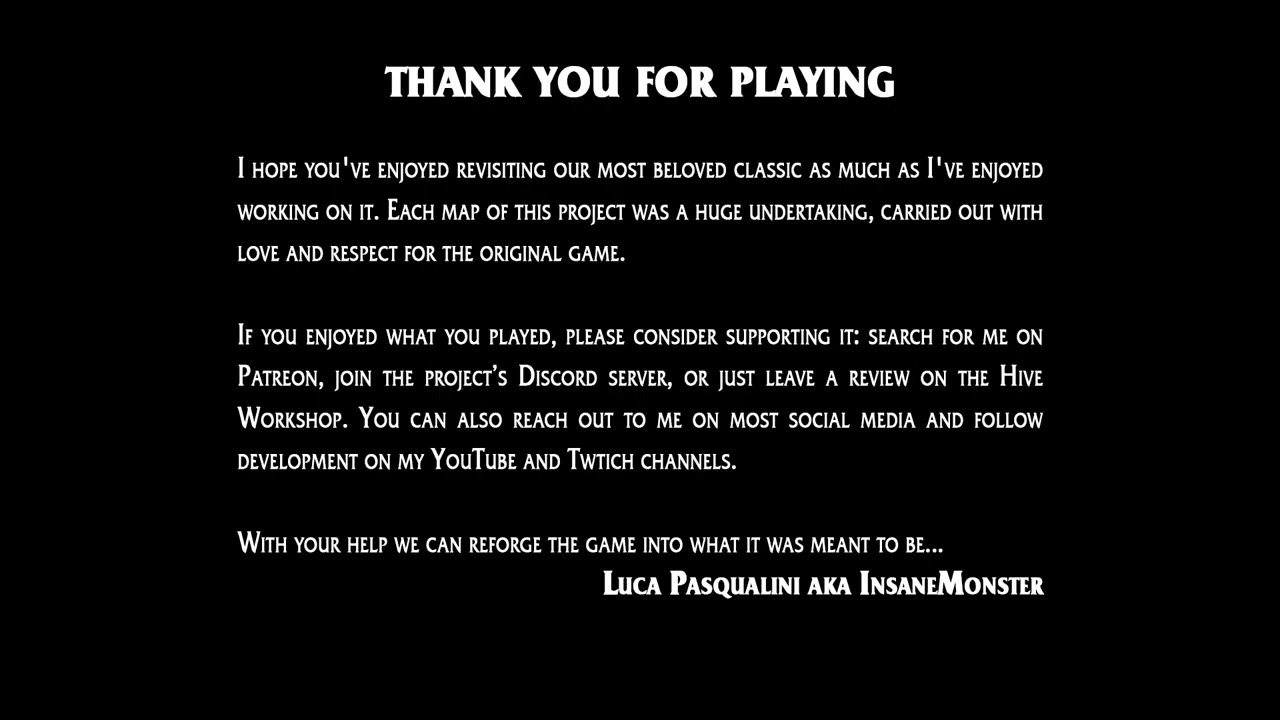 THANK YOU FOR PLAYING
I HOPE YOU'VE ENJOYED REVISITING OUR MOST BELOVED CLASSIC AS MUCH AS I'VE ENJOYED
WORKING ON IT. EACH MAP OF THIS PROJECT WAS A HUGE UNDERTAKING, CARRIED OUT WITH
LOVE AND RESPECT FOR THE ORIGINAL GAME.
IF YOU ENJOYED WHAT YOU PLAYED, PLEASE CONSIDER SUPPORTING IT: SEARCH FOR ME ON
PATREON, JOIN THE PROJECT’S DISCORD SERVER, OR JUST LEAVE A REVIEW ON THE HIVE
WORKSHOP. YOU CAN ALSO REACH OUT TO ME ON MOST SOCIAL MEDIA AND FOLLOW
DEVELOPMENT ON MY YOUTUBE AND TWTICH CHANNELS.
WITH YOUR HELP WE CAN REFORGE THE GAME INTO WHAT IT WAS MEANT TO BE...
LUCA PASQUALINI AKA INSANEMONSTER